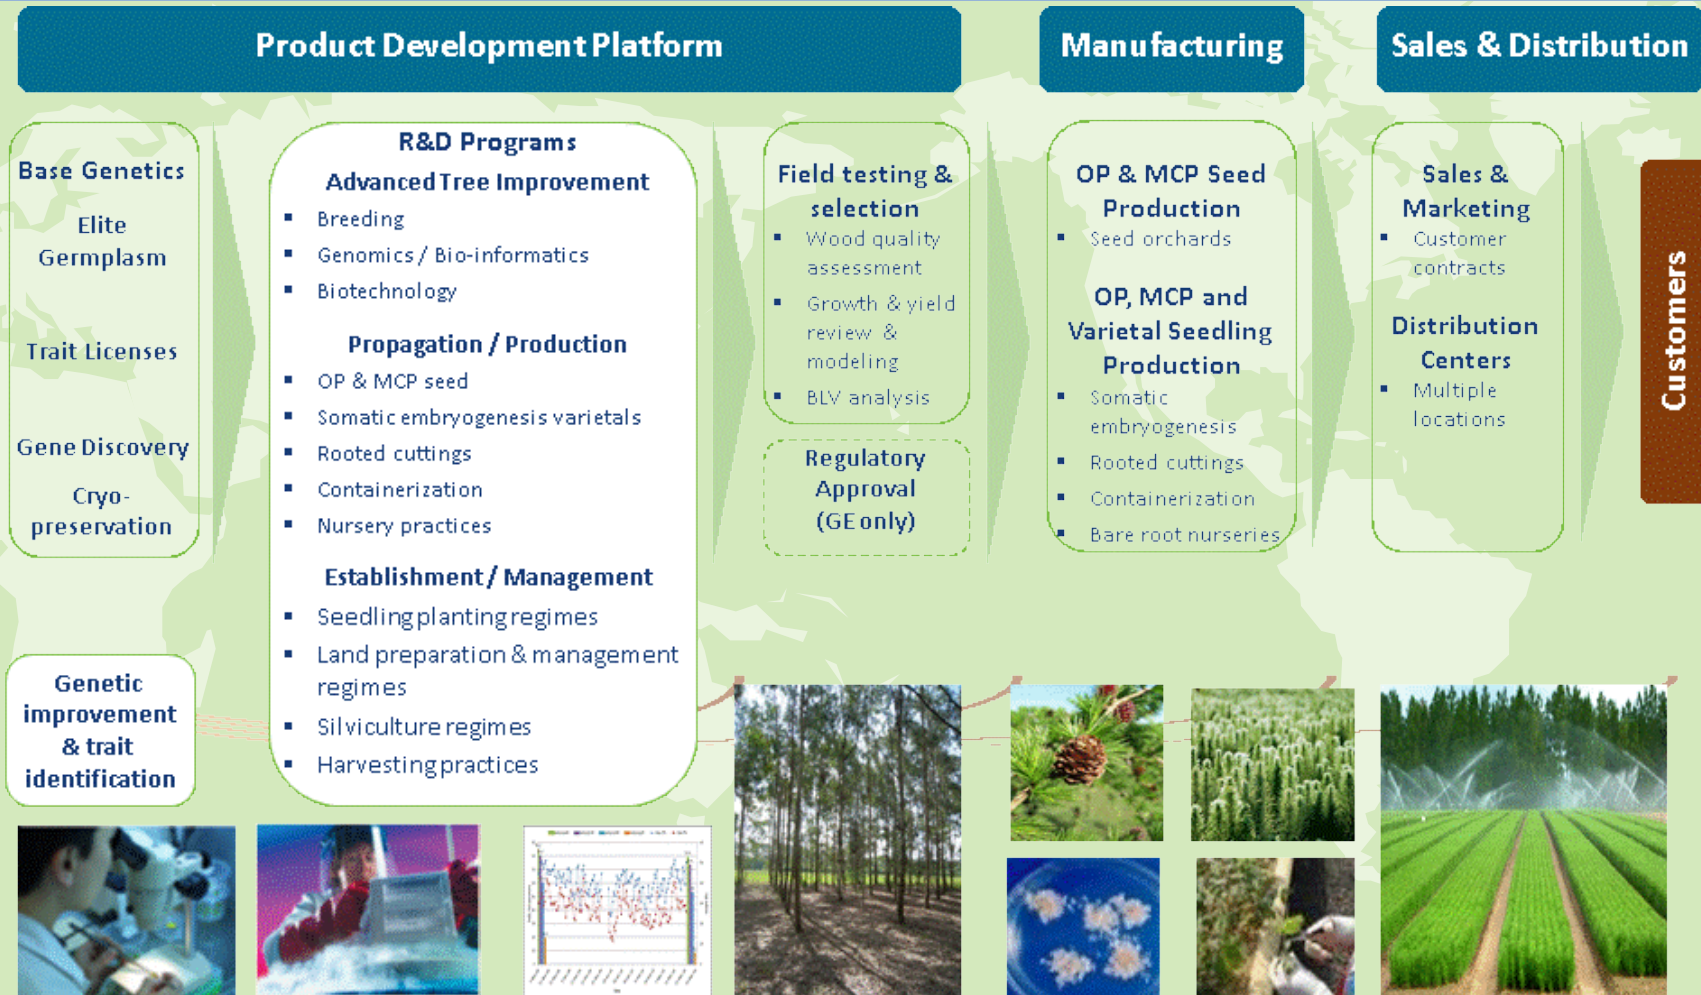 Product Development Platform
Manufacturing
Sales & Distribution
Base Genetics
Elite
Germplasm
Trait Licenses
Gene Discovery
Cryo-
preservation
Genetic
improvement
& trait
identification
R&D Programs
Advanced Tree Improvement
▪ Breeding
▪ Genomics / Bio-informatics
▪ Biotechnology
Propagation / Production
▪ OP & MCP seed
▪ Somatic embryogenesis varietals
▪ Rooted cuttings
▪ Containerization
▪ Nursery practices
Establishment / Management
▪ Seedling planting regimes
▪ Land preparation & management
regimes
▪ Silviculture regimes
▪ Harvesting practices
Field testing &
selection
▪ Wood quality
assessment
▪ Growth & yield
review &
modeling
▪ BLV analysis
Regulatory
Approval
(GE only)
OP & MCP Seed
Production
▪ Seed orchards
OP, MCP and
Varietal Seedling
Production
▪ Somatic
embryogenesis
▪ Rooted cuttings
▪ Containerization
▪ Bare root nurseries
Sales &
Marketing
▪ Customer
contracts
Distribution
Centers
▪ Multiple
locations
Customers